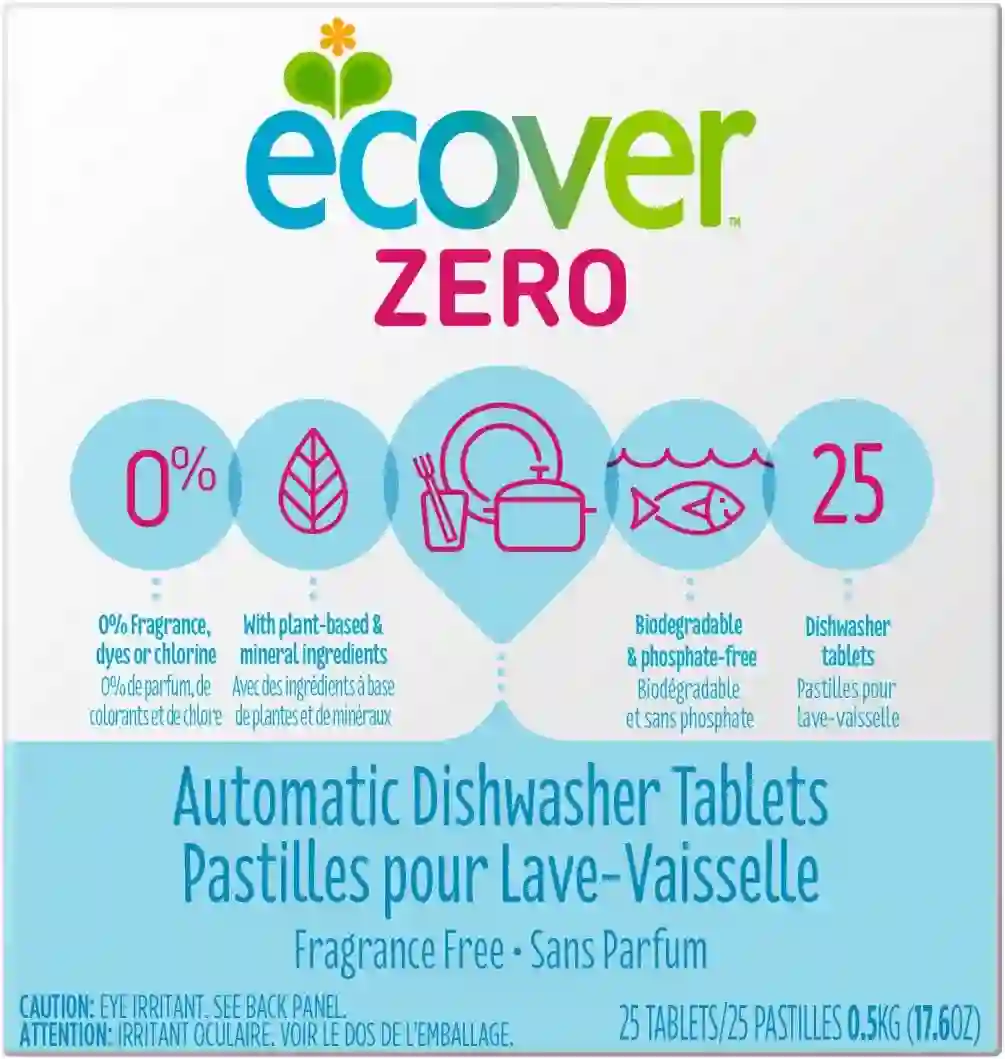 ecover™
ZERO
0%
25
0% Fragrance,
dyes or chlorine
0% de parfum, de
colorants et de chlore
With plant-based &
mineral ingredients
Avec des ingrédients à base
de plantes et de minéraux
Biodegradable
& phosphate-free
Biodégradable
et sans phosphate
Dishwasher
tablets
Pastilles pour
lave-vaisselle
Automatic Dishwasher Tablets
Pastilles pour Lave-Vaisselle
Fragrance Free • Sans Parfum
CAUTION: EYE IRRITANT. SEE BACK PANEL.
ATTENTION: IRRITANT OCULAIRE. VOIR LE DOS DE L'EMBALLAGE.
25 TABLETS/25 PASTILLES 0.5KG (17.6OZ)